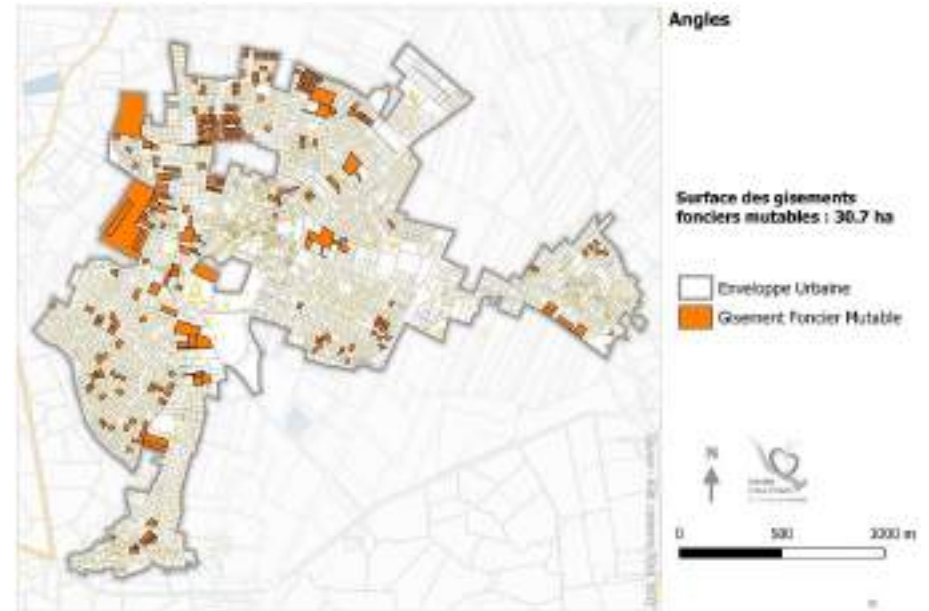 Angles
Surface des gisements
fonciers mutables : 30.7 ha
Enveloppe Urbaine
Gisement Foncier Mutable
N
0 500 1000 m